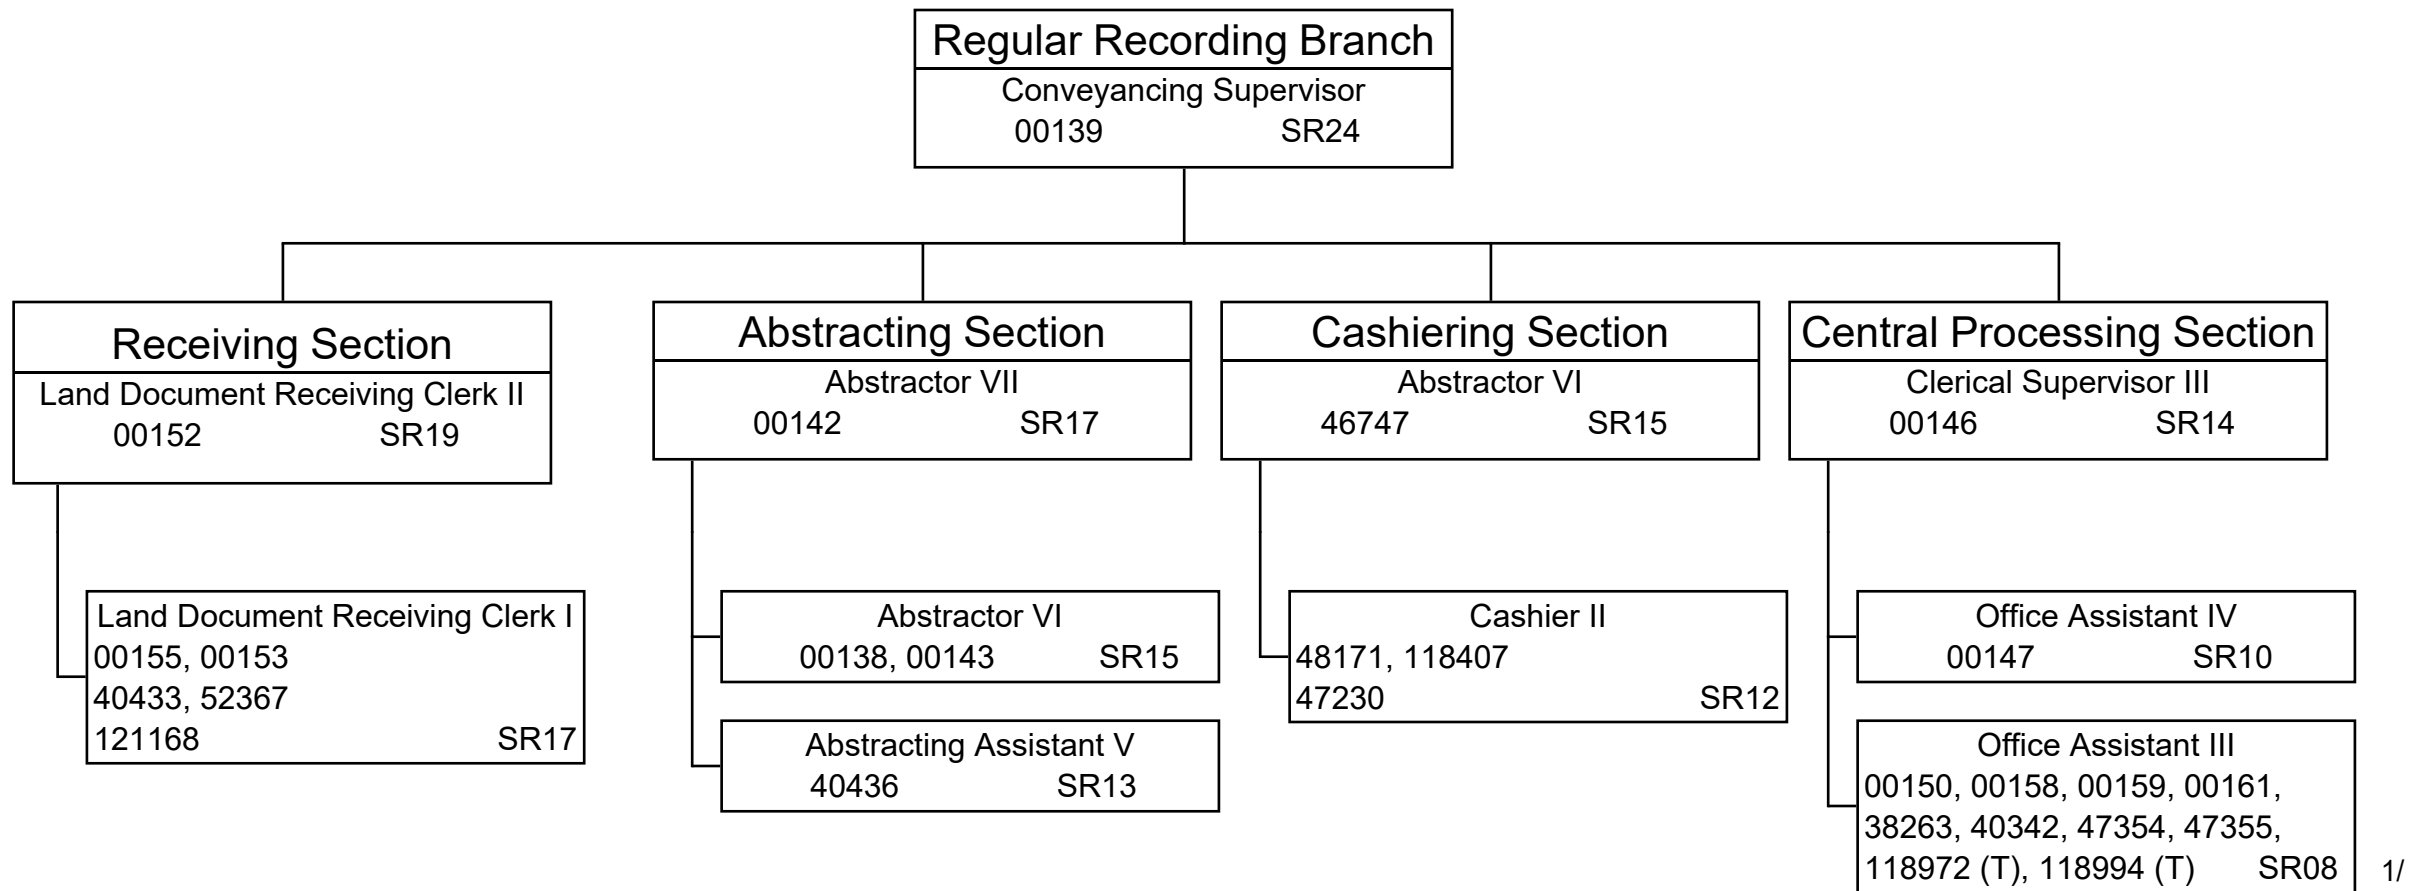 Regular Recording Branch
Conveyancing Supervisor
00139 SR24
Receiving Section
Land Document Receiving Clerk II
00152 SR19
Land Document Receiving Clerk I
00155, 00153
40433, 52367
121168 SR17
Abstracting Section
Abstractor VII
00142 SR17
Abstractor VI
00138, 00143 SR15
Abstracting Assistant V
40436 SR13
Cashiering Section
Abstractor VI
46747 SR15
Cashier II
48171, 118407
47230 SR12
Central Processing Section
Clerical Supervisor III
00146 SR14
Office Assistant IV
00147 SR10
Office Assistant III
00150, 00158, 00159, 00161,
38263, 40342, 47354, 47355,
118972 (T), 118994 (T) SR08 1/